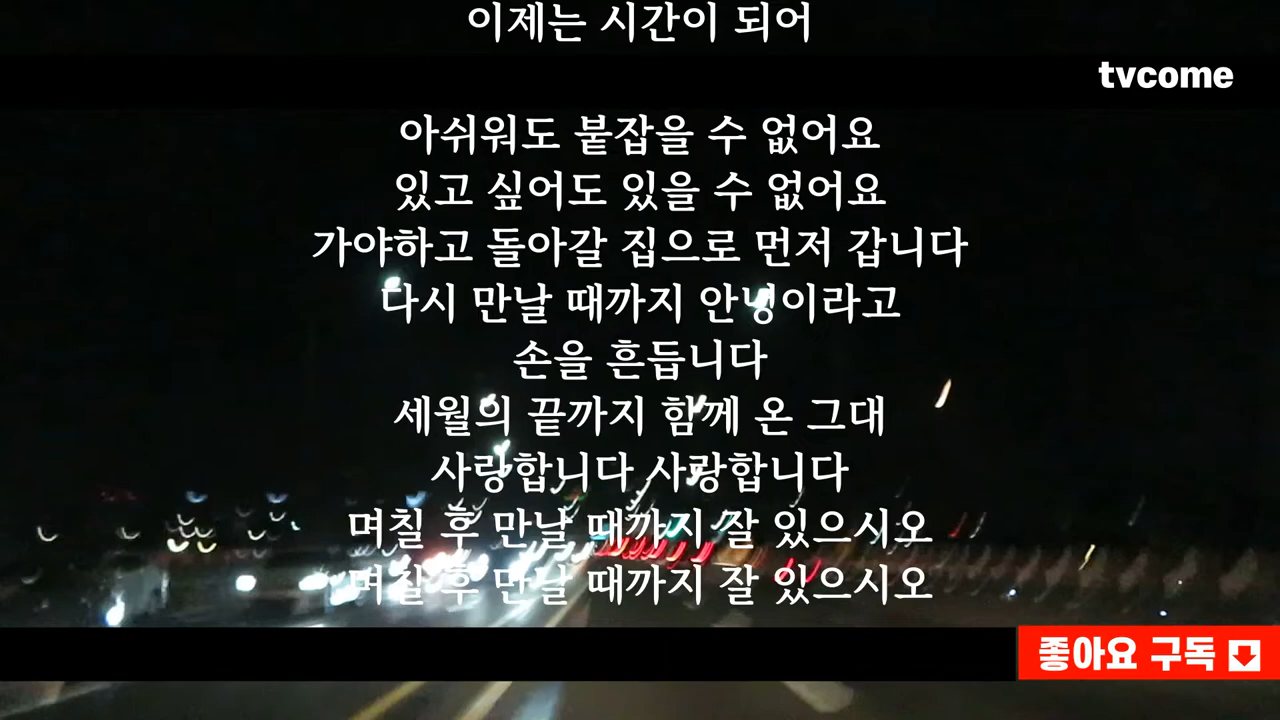 이제는 시간이 되어
tvcome
아쉬워도 붙잡을 수 없어요
있고 싶어도 있을 수 없어요
가야하고 돌아갈 집으로 먼저 갑니다
다시 만날 때까지 안녕이라고
손을 흔듭니다
세월의 끝까지 함께 온 그대
사랑합니다 사랑합니다
며칠 후 만날 때까지 잘 있으시오
며칠 후 만날 때까지 잘 있으시오
좋아요 구독